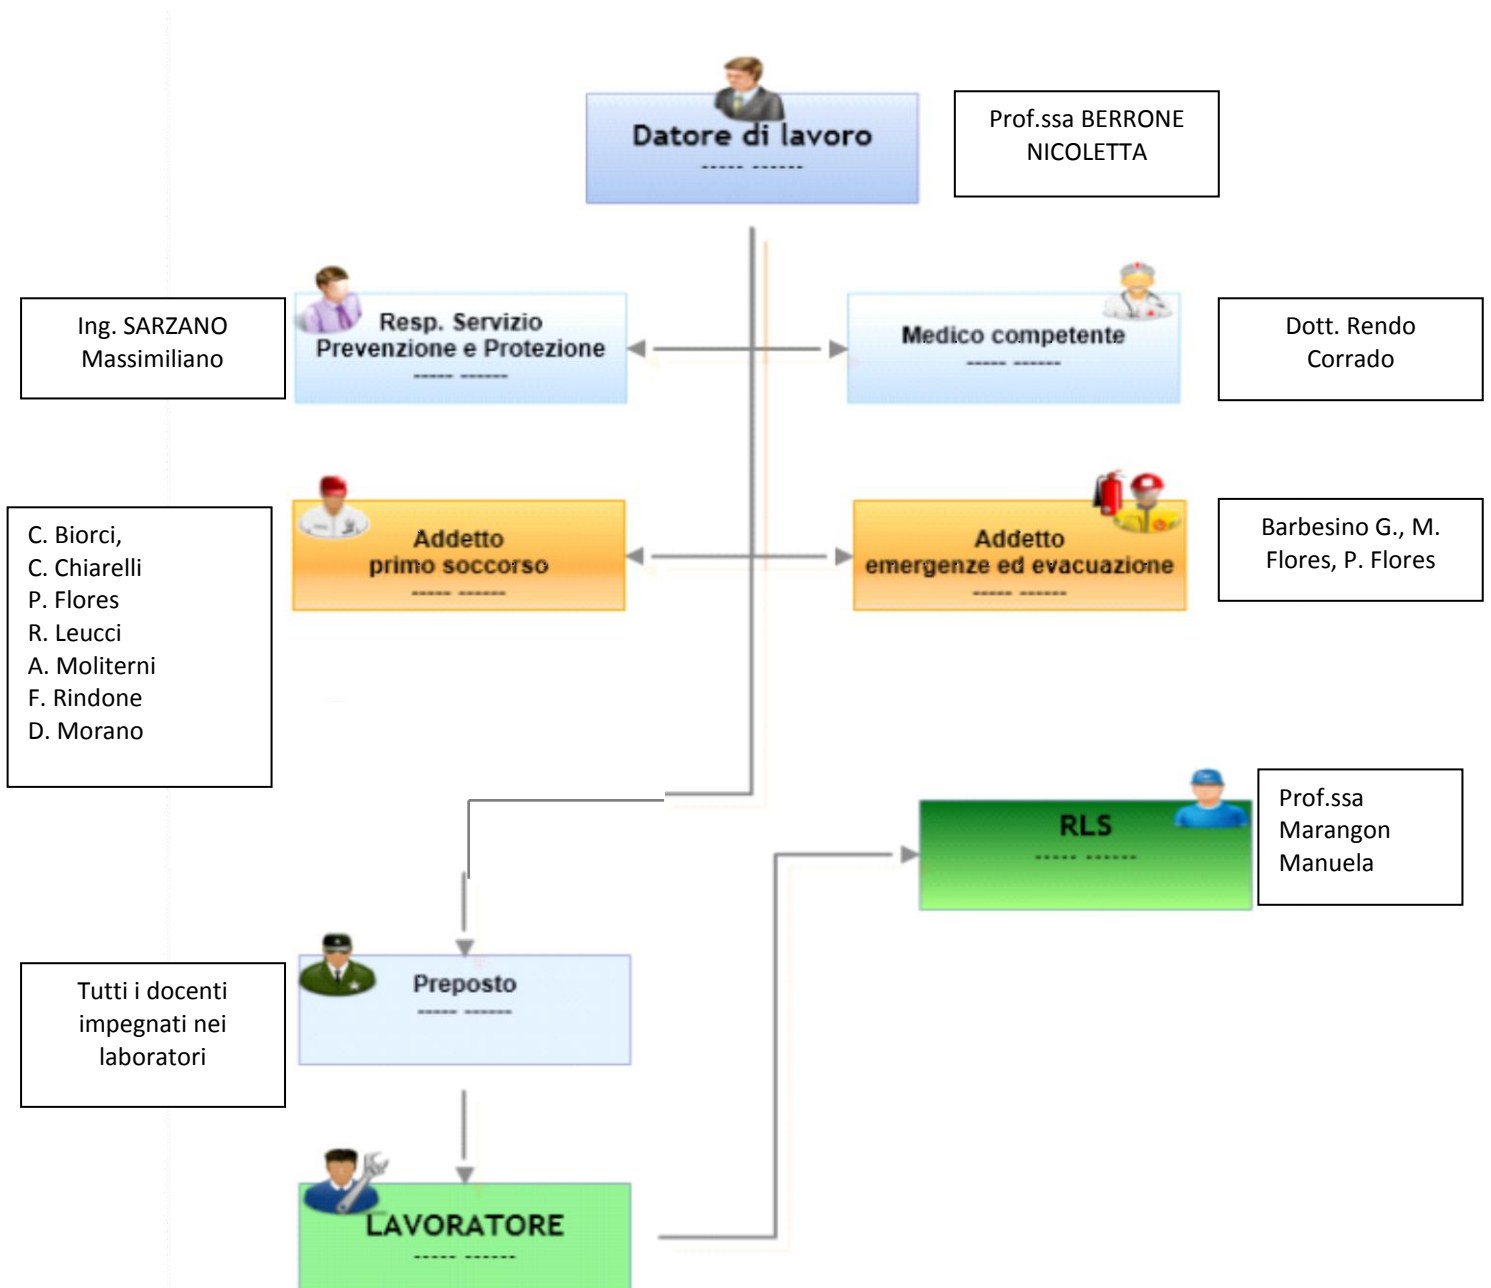 Datore di lavoro
----- ------
Prof.ssa BERRONE
NICOLETTA
Ing. SARZANO
Massimiliano
Resp. Servizio
Prevenzione e Protezione
----- ------
Medico competente
----- ------
Dott. Rendo
Corrado
C. Biorci,
C. Chiarelli
P. Flores
R. Leucci
A. Moliterni
F. Rindone
D. Morano
Addetto
primo soccorso
----- ------
Addetto
emergenze ed evacuazione
----- ------
Barbesino G., M.
Flores, P. Flores
RLS
----- ------
Prof.ssa
Marangon
Manuela
Tutti i docenti
impegnati nei
laboratori
Preposto
----- ------
LAVORATORE
----- ------